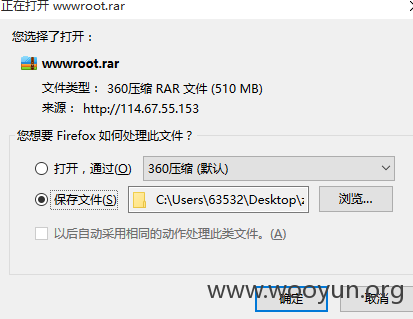 正在打开 wwwroot.rar
您选择了打开：
wwwroot.rar
文件类型： 360压缩 RAR 文件 (510 MB)
来源： http://114.67.55.153
您想要 Firefox 如何处理此文件？
打开，通过(O) 360压缩 (默认)
保存文件(S) C:\Users\63532\Desktop\ 浏览...
以后自动采用相同的动作处理此类文件。(A)
www.wooyun.org
确定 取消